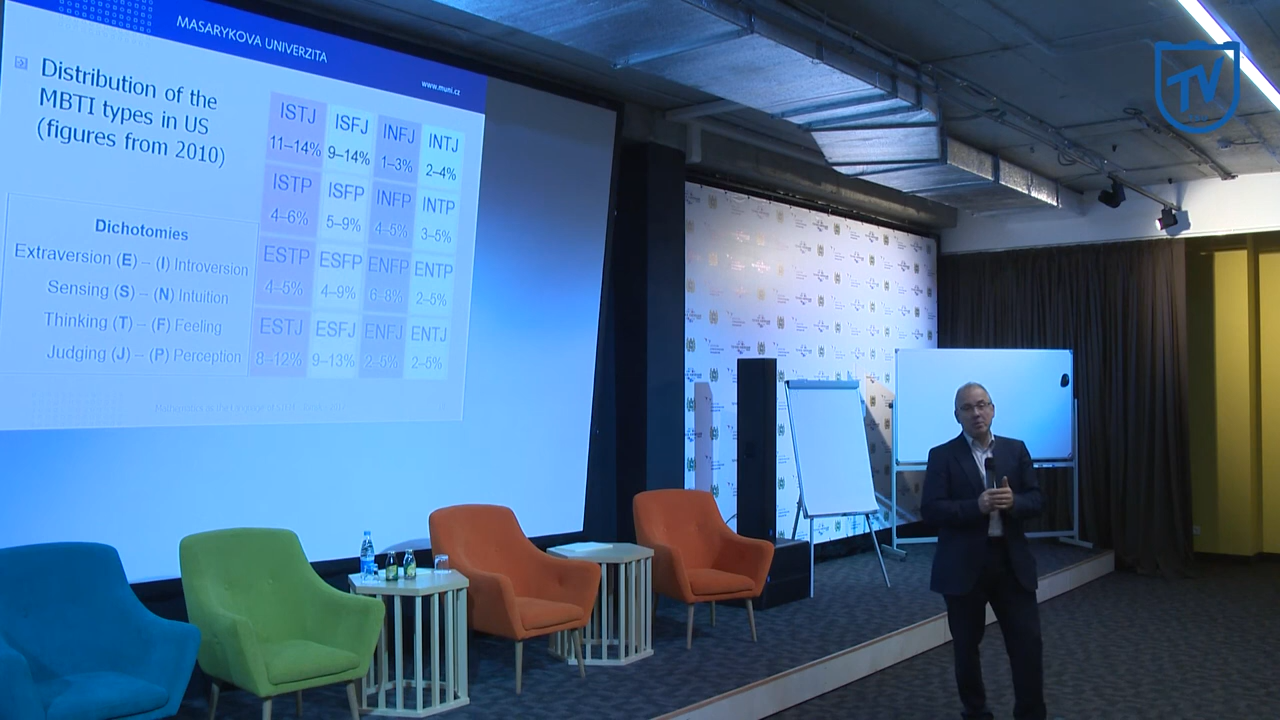 MASARYKOVA UNIVERZITA
www.muni.cz
Distribution of the
MBTI types in US
(figures from 2010)
ISTJ ISFJ INFJ INTJ
11–14% 9–14% 1–3% 2–4%
ISTP ISFP INFP INTP
4–6% 5–9% 4–5% 3–5%
ESTP ESFP ENFP ENTP
4–5% 4–9% 6–8% 2–5%
ESTJ ESFJ ENFJ ENTJ
8–12% 9–13% 2–5% 2–5%
Dichotomies
Extraversion (E) – (I) Introversion
Sensing (S) – (N) Intuition
Thinking (T) – (F) Feeling
Judging (J) – (P) Perception
TV